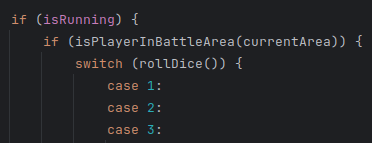 if (isRunning) {
if (isPlayerInBattleArea(currentArea)) {
switch (rollDice()) {
case 1:
case 2:
case 3: